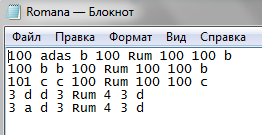 Romana — Блокнот
Файл Правка Формат Вид Справка
100 adas b 100 Rum 100 100 b
100 b b 100 Rum 100 100 b
101 c c 100 Rum 100 100 c
3 d d 3 Rum 4 3 d
3 a d 3 Rum 4 3 d